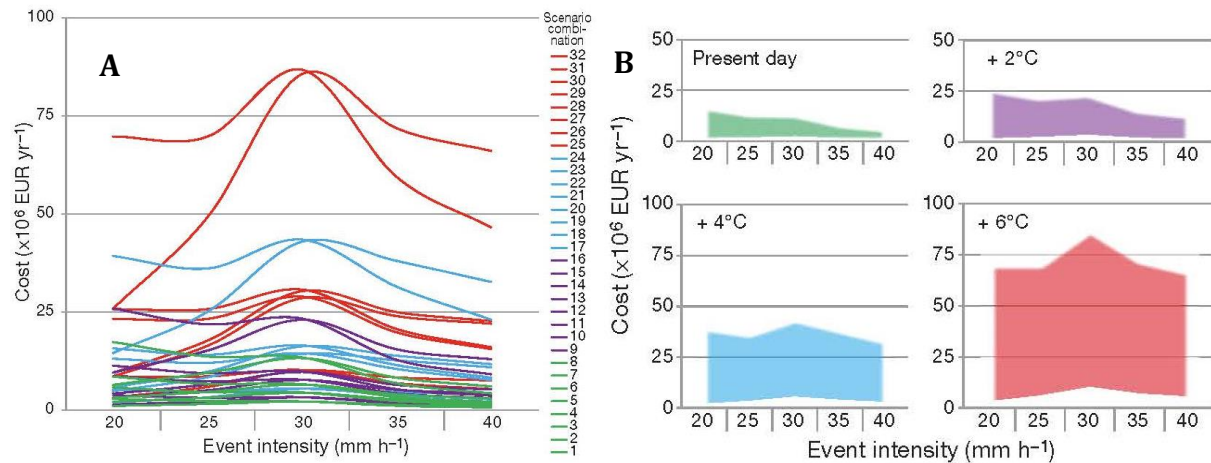 A
100
75
50
25
0
Cost (x10⁶ EUR yr⁻¹)
20 25 30 35 40
Event intensity (mm h⁻¹)
Scenario
combi-
nation
32
31
30
29
28
27
26
25
24
23
22
21
20
19
18
17
16
15
14
13
12
11
10
9
8
7
6
5
4
3
2
1
B
Present day
50
25
0
20 25 30 35 40
+ 2°C
50
25
0
20 25 30 35 40
+ 4°C
100
75
50
25
0
20 25 30 35 40
+ 6°C
100
75
50
25
0
20 25 30 35 40
Cost (x10⁶ EUR yr⁻¹)
Event intensity (mm h⁻¹)